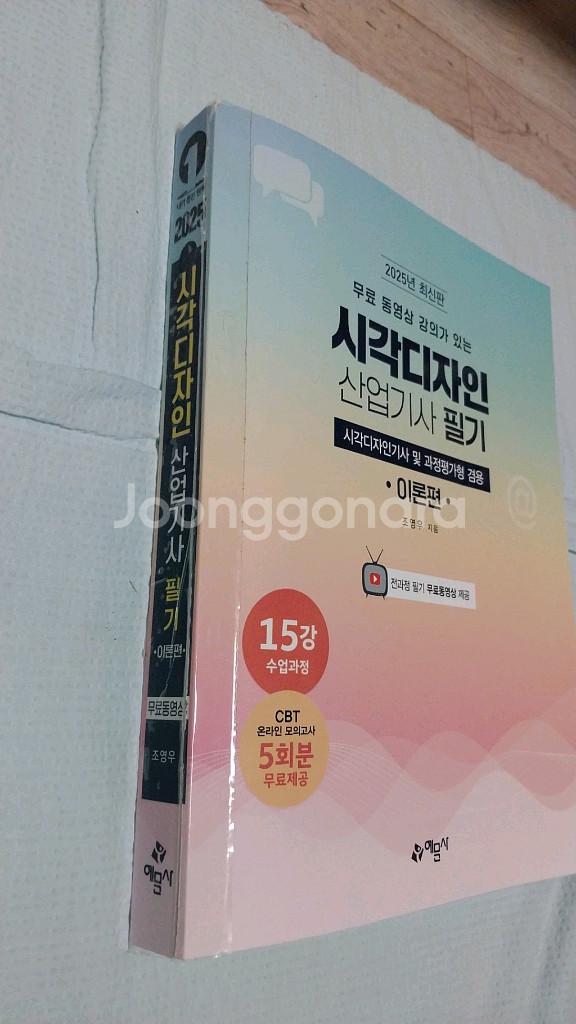 2025
시각디자인 산업기사 필기
·이론편·
무료동영상
조영우
예문사
2025년 최신판
무료 동영상 강의가 있는
시각디자인
산업기사 필기
시각디자인기사 및 과정평가형 겸용
·이론편·
조영우 지음
전과정 필기 무료동영상 제공
15강
수업과정
CBT
온라인 모의고사
5회분
무료제공
예문사
Joonggonara